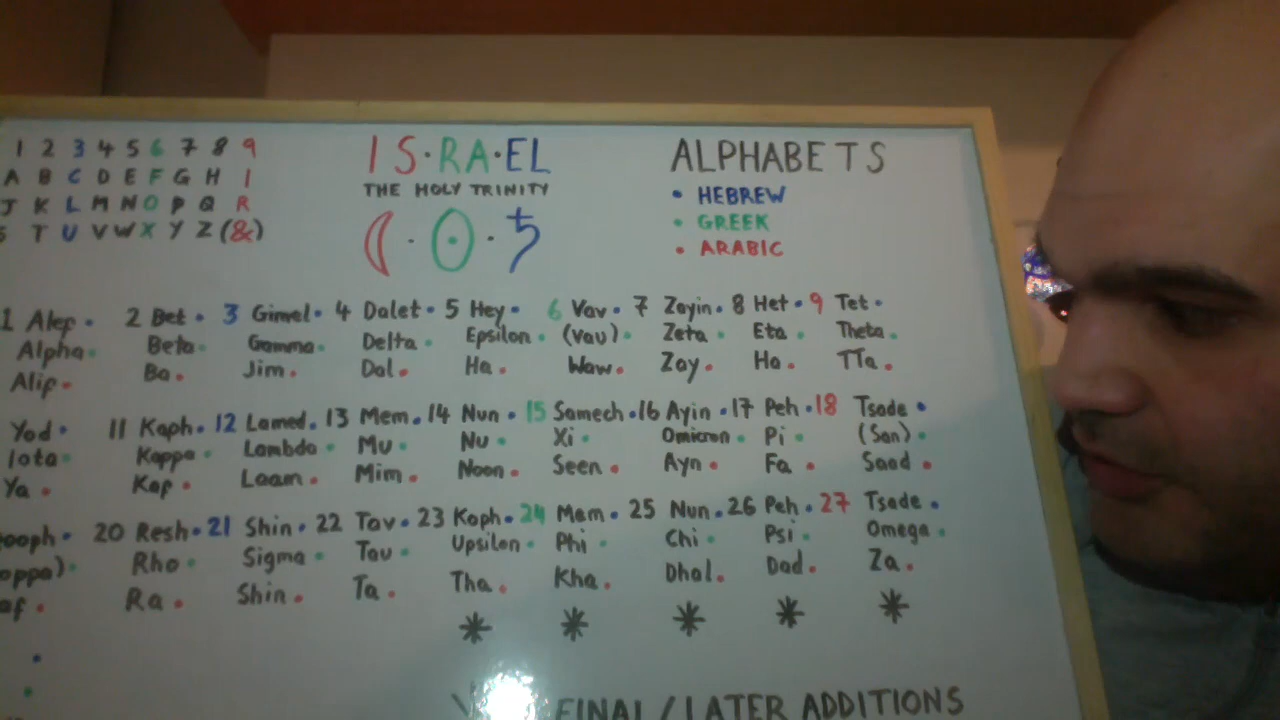 1 2 3 4 5 6 7 8 9
A B C D E F G H I
J K L M N O P Q R
S T U V W X Y Z (&)
IS·RA·EL
THE HOLY TRINITY
☾ · ☉ · ♄
ALPHABETS
• HEBREW
• GREEK
• ARABIC
1 Alep • 2 Bet • 3 Gimel • 4 Dalet • 5 Hey • 6 Vav • 7 Zayin • 8 Het • 9 Tet •
Alpha • Beta • Gamma • Delta • Epsilon • (Vau) • Zeta • Eta • Theta •
Alip • Ba • Jim • Dal • Ha • Waw • Zay • Ha • TTa •
Yod • 11 Kaph • 12 Lamed • 13 Mem • 14 Nun • 15 Samech • 16 Ayin • 17 Peh • 18 Tsade •
Iota • Kappa • Lambda • Mu • Nu • Xi • Omicron • Pi • (San) •
Ya • Kap • Laam • Mim • Noon • Seen • Ayn • Fa • Saad •
ooph • 20 Resh • 21 Shin • 22 Tav • 23 Kaph • 24 Mem • 25 Nun • 26 Peh • 27 Tsade •
oppa) • Rho • Sigma • Tau • Upsilon • Phi • Chi • Psi • Omega •
af • Ra • Shin • Ta • Tha • Kha • Dhal • Dad • Za •
* * * * *
FINAL / LATER ADDITIONS